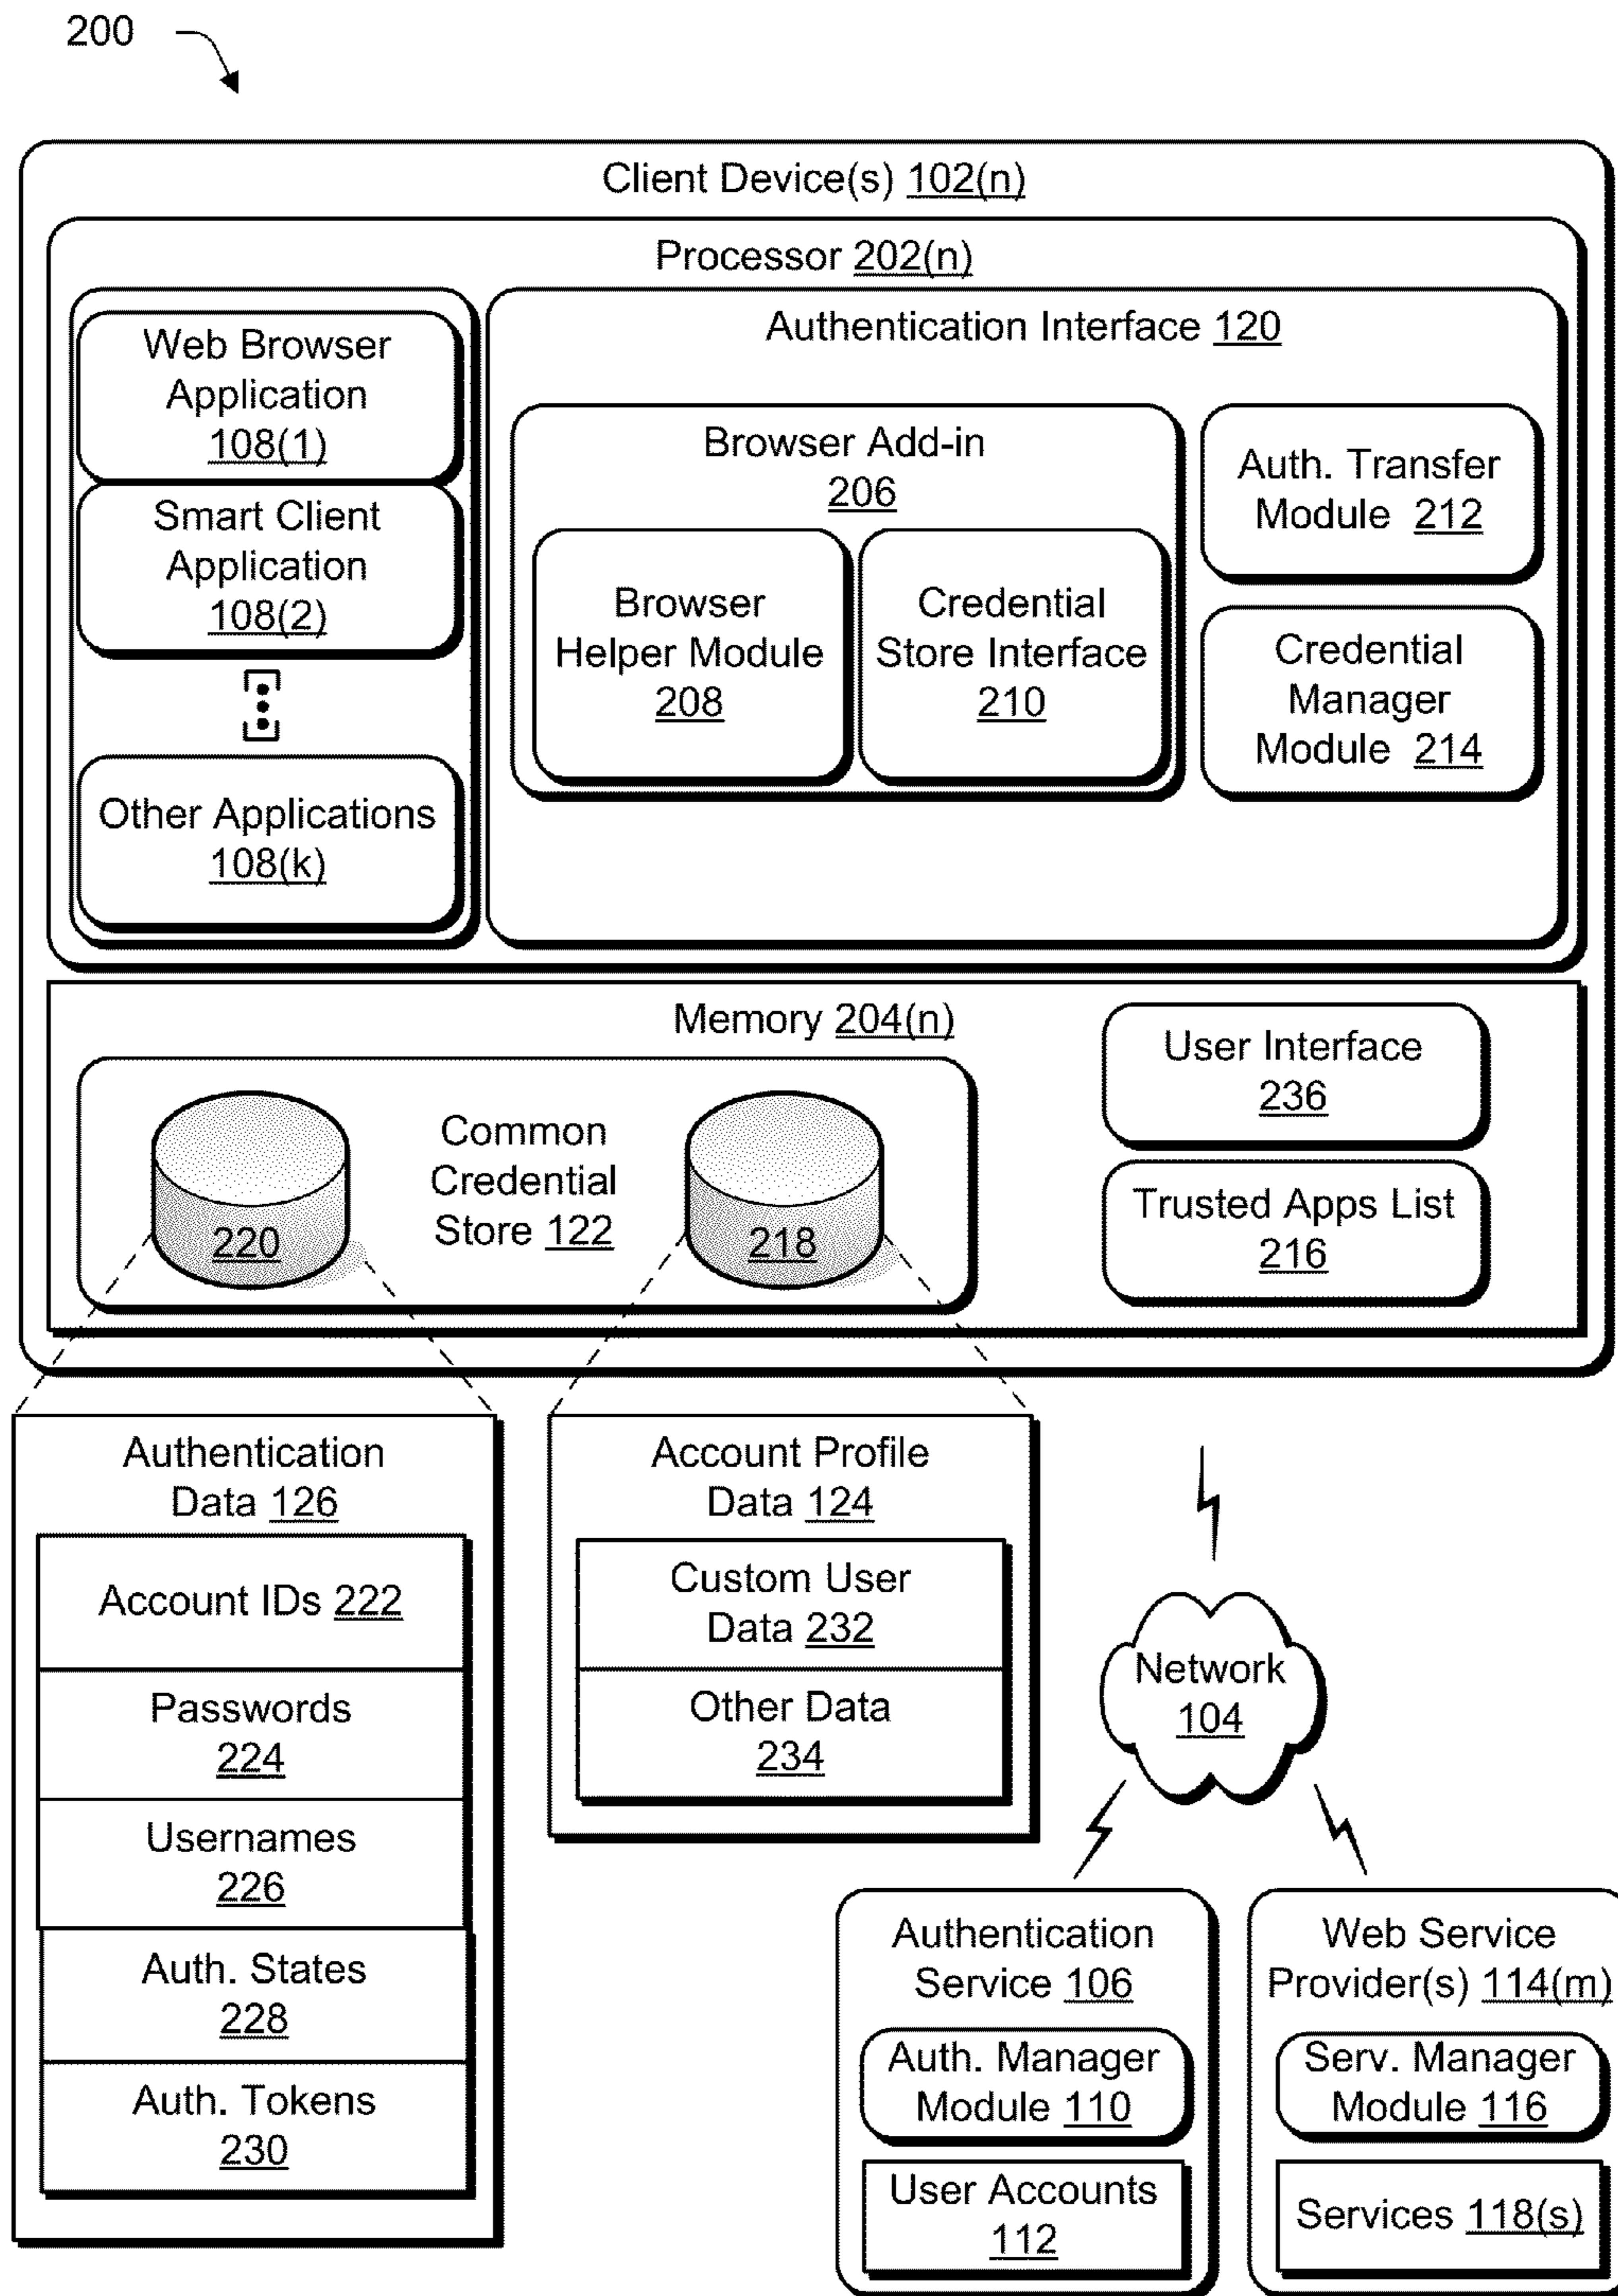 200
Client Device(s) 102(n)
Processor 202(n)
Web Browser
Application
108(1)
Smart Client
Application
108(2)
Other Applications
108(k)
Authentication Interface 120
Browser Add-in
206
Browser
Helper Module
208
Credential
Store Interface
210
Auth. Transfer
Module 212
Credential
Manager
Module 214
Memory 204(n)
220
Common
Credential
Store 122
218
User Interface
236
Trusted Apps List
216
Authentication
Data 126
Account IDs 222
Passwords
224
Usernames
226
Auth. States
228
Auth. Tokens
230
Account Profile
Data 124
Custom User
Data 232
Other Data
234
Network
104
Authentication
Service 106
Auth. Manager
Module 110
User Accounts
112
Web Service
Provider(s) 114(m)
Serv. Manager
Module 116
Services 118(s)